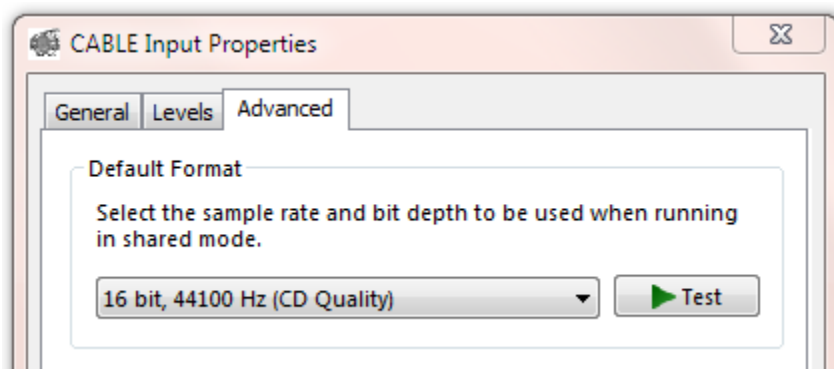 CABLE Input Properties
General Levels Advanced
Default Format
Select the sample rate and bit depth to be used when running
in shared mode.
16 bit, 44100 Hz (CD Quality) Test